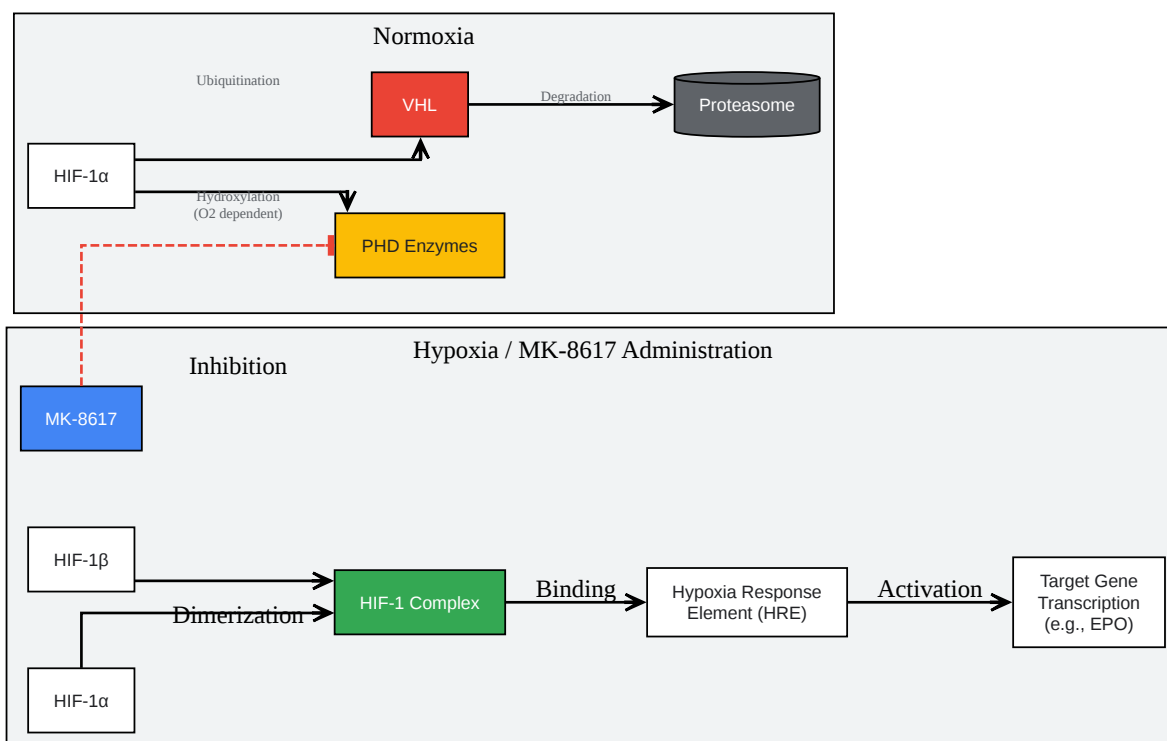 Normoxia
Ubiquitination
VHL
Degradation
Proteasome
HIF-1α
Hydroxylation
(O2 dependent)
PHD Enzymes
Hypoxia / MK-8617 Administration
Inhibition
MK-8617
HIF-1β
Dimerization
HIF-1 Complex
Binding
Hypoxia Response
Element (HRE)
Activation
Target Gene
Transcription
(e.g., EPO)
HIF-1α